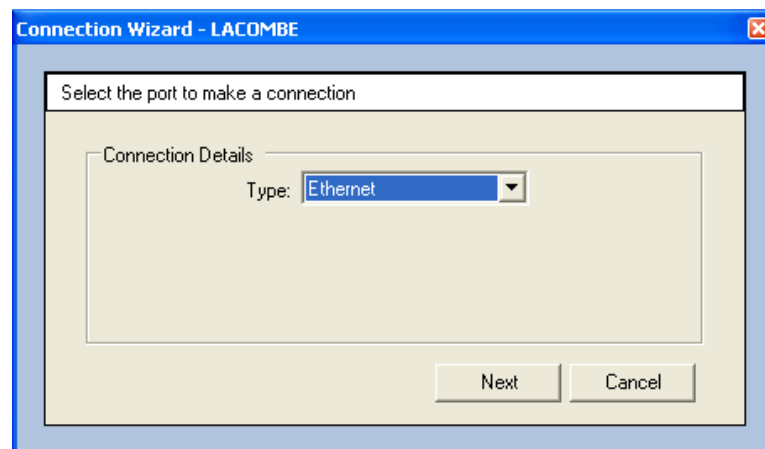 Connection Wizard - LACOMBE
Select the port to make a connection
Connection Details
Type: Ethernet
Next Cancel